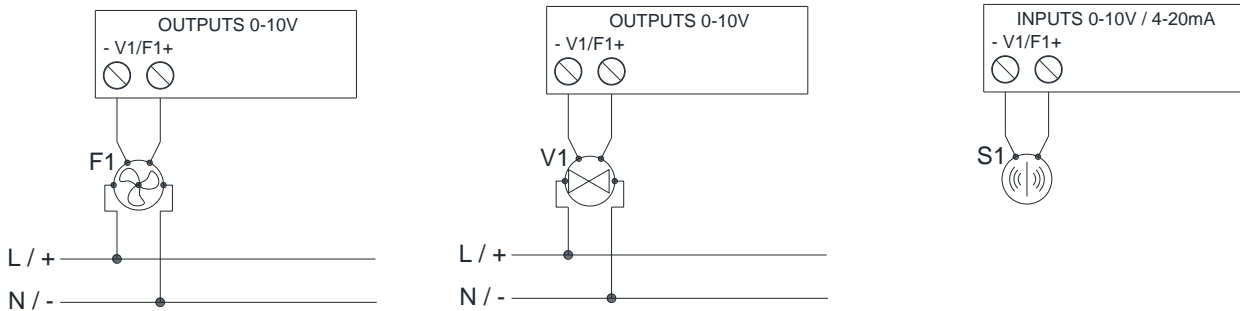 OUTPUTS 0-10V
- V1/F1+
F1
L / +
N / -
OUTPUTS 0-10V
- V1/F1+
V1
L / +
N / -
INPUTS 0-10V / 4-20mA
- V1/F1+
S1